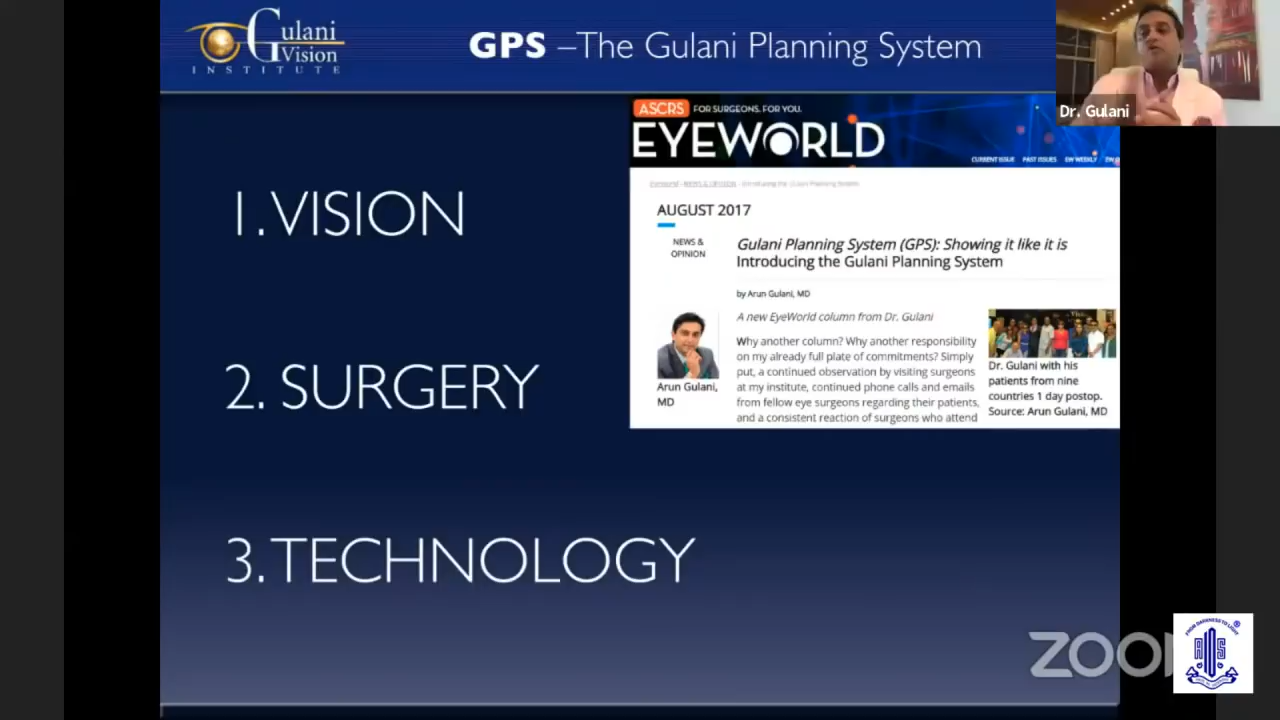 Gulani
Vision
INSTITUTE
GPS –The Gulani Planning System
Dr. Gulani
1.VISION
2. SURGERY
3.TECHNOLOGY
ASCRS FOR SURGEONS. FOR YOU.
EYEWORLD
CURRENT ISSUE PAST ISSUES EW WEEKLY
AUGUST 2017
NEWS &
OPINION
Gulani Planning System (GPS): Showing it like it is
Introducing the Gulani Planning System
by Arun Gulani, MD
A new EyeWorld column from Dr. Gulani
Why another column? Why another responsibility
on my already full plate of commitments? Simply
put, a continued observation by visiting surgeons
at my institute, continued phone calls and emails
from fellow eye surgeons regarding their patients,
and a consistent reaction of surgeons who attend
Arun Gulani,
MD
Dr. Gulani with his
patients from nine
countries 1 day postop.
Source: Arun Gulani, MD
ZOO
FROM DARKNESS TO LIGHT